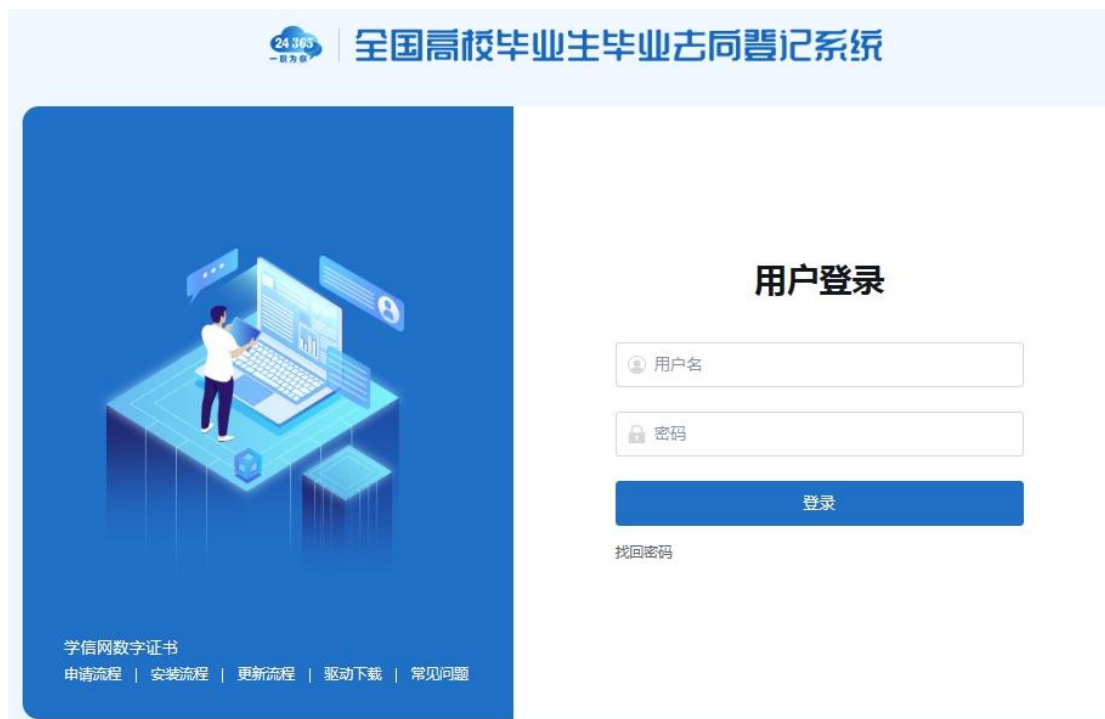 24365
一职为你
全国高校毕业生毕业去向登记系统
用户登录
用户名
密码
登录
找回密码
学信网数字证书
申请流程 | 安装流程 | 更新流程 | 驱动下载 | 常见问题